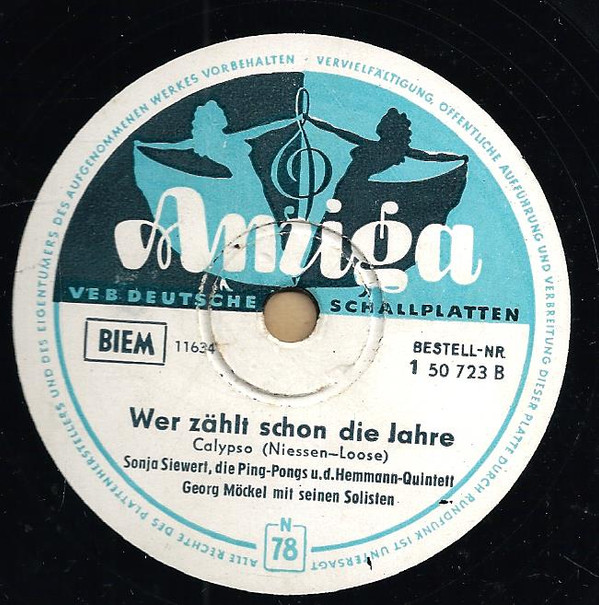 ALLE RECHTE DES PLATTENHERSTELLERS UND DES EIGENTÜMERS DES AUFGENOMMENEN WERKES VORBEHALTEN · VERVIELFÄLTIGUNG, ÖFFENTLICHE AUFFÜHRUNG UND VERBREITUNG DIESER PLATTE DURCH RUNDFUNK IST UNTERSAGT
Amiga
VEB DEUTSCHE SCHALLPLATTEN
BIEM 11634 BESTELL-NR
1 50 723 B
Wer zählt schon die Jahre
Calypso (Niessen-Loose)
Sonja Siewert, die Ping-Pongs u.d.Hemmann-Quintett
Georg Möckel mit seinen Solisten
N
78